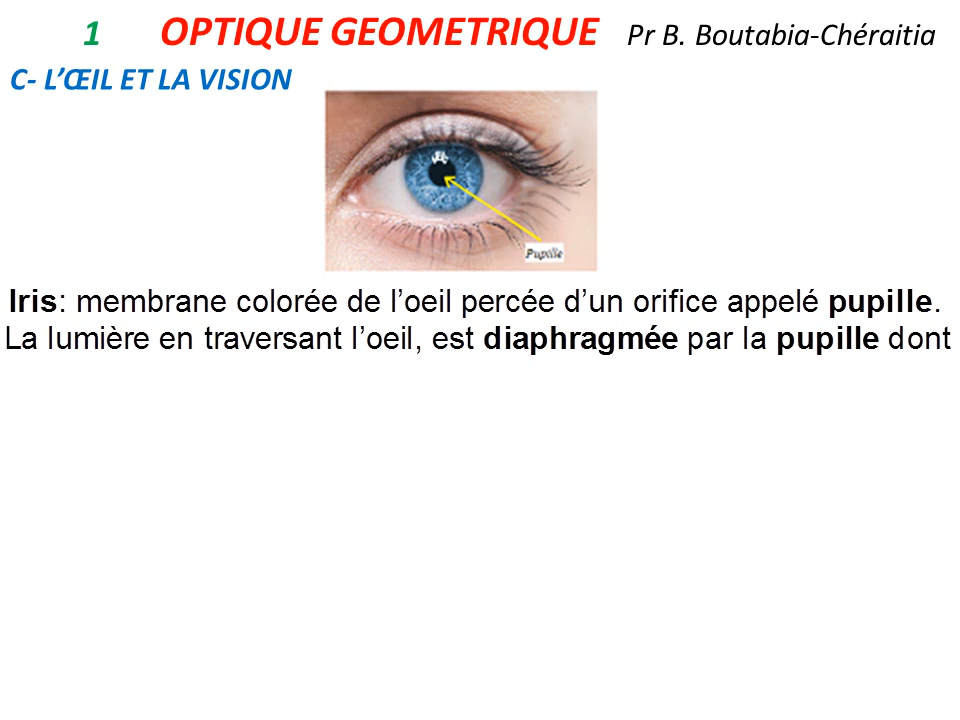 1 OPTIQUE GEOMETRIQUE Pr B. Boutabia-Chéraitia
C- L'ŒIL ET LA VISION
Pupille
Iris: membrane colorée de l'oeil percée d'un orifice appelé pupille.
La lumière en traversant l'oeil, est diaphragmée par la pupille dont